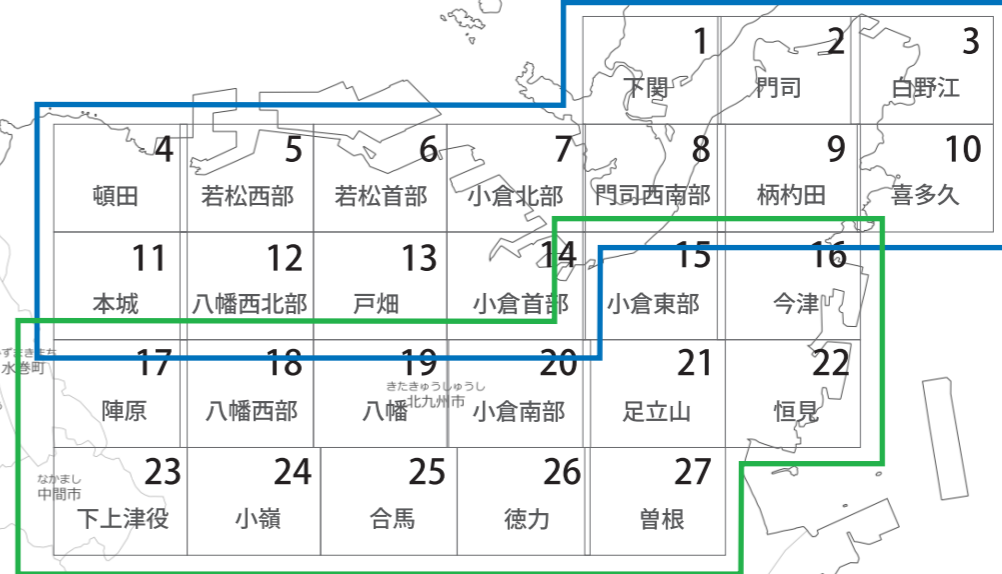 1
2
3
下関
門司
白野江
4
5
6
7
8
9
10
頓田
若松西部
若松首部
小倉北部
門司西南部
柄杓田
喜多久
11
12
13
14
15
16
本城
八幡西北部
戸畑
小倉首部
小倉東部
今津
ずまきまち
水巻町
17
18
19
20
21
22
きたきゅうしゅうし
北九州市
陣原
八幡西部
八幡
小倉南部
足立山
恒見
23
24
25
26
27
なかまし
中間市
下上津役
小嶺
合馬
徳力
曽根